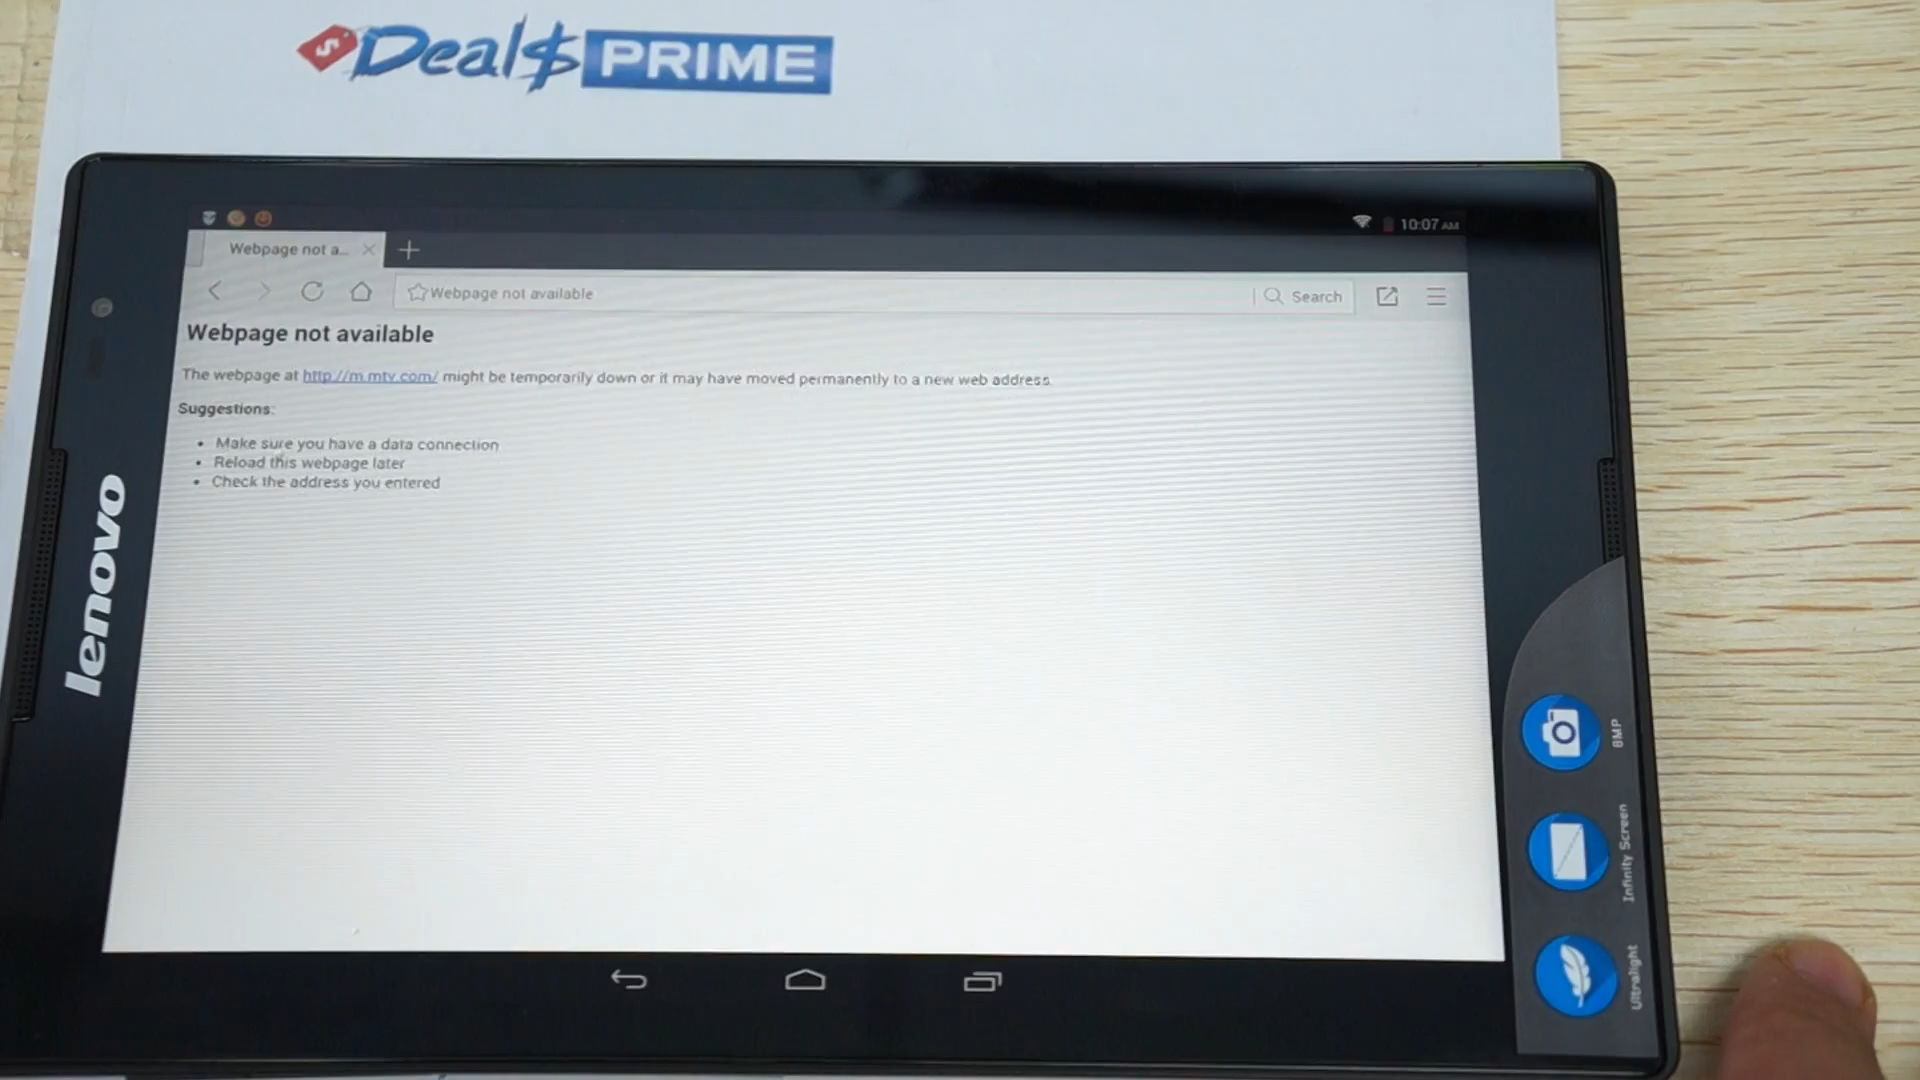 Deal$ PRIME
10:07 AM
Webpage not a...
Webpage not available
Search
Webpage not available
The webpage at http://m.mtv.com/ might be temporarily down or it may have moved permanently to a new web address.
Suggestions:
• Make sure you have a data connection
• Reload this webpage later
• Check the address you entered
lenovo
8MP
Infinity Screen
Ultralight